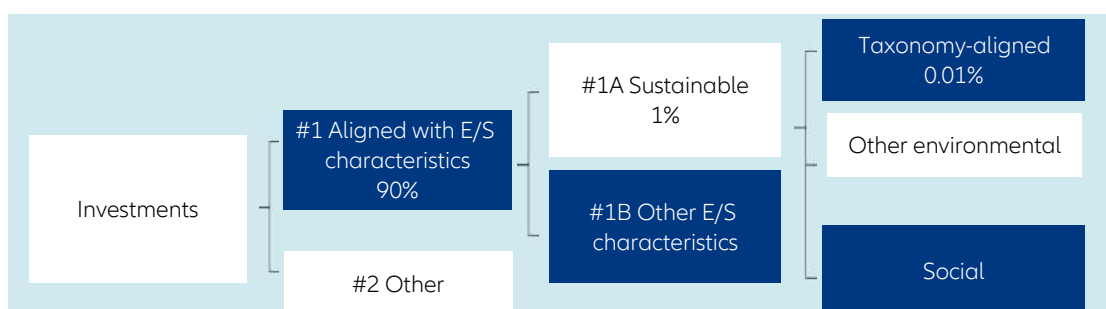 Investments
#1 Aligned with E/S
characteristics
90%
#2 Other
#1A Sustainable
1%
#1B Other E/S
characteristics
Taxonomy-aligned
0.01%
Other environmental
Social